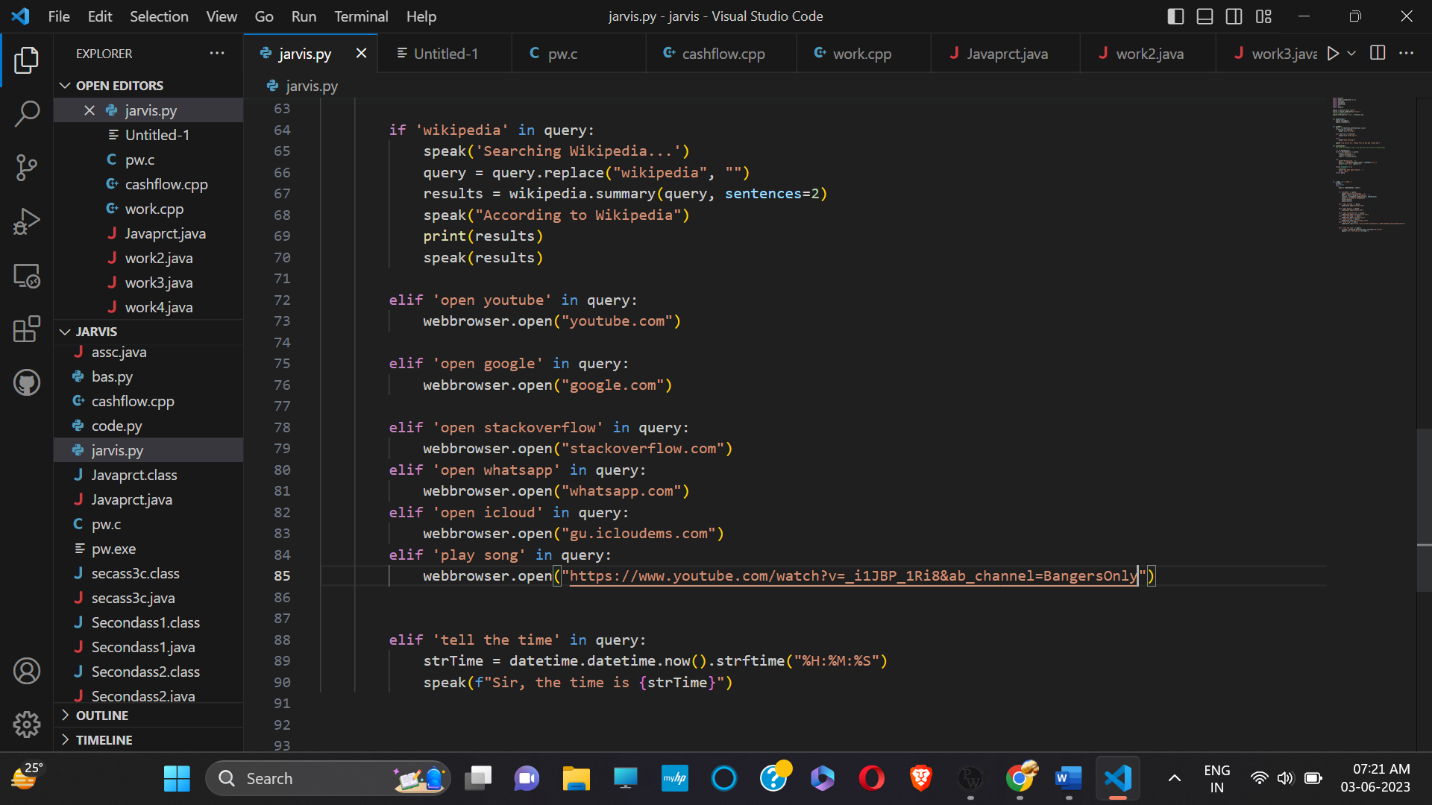 File Edit Selection View Go Run Terminal Help jarvis.py - jarvis - Visual Studio Code
EXPLORER
jarvis.py Untitled-1 pw.c cashflow.cpp work.cpp Javaprct.java work2.java work3.java
OPEN EDITORS
jarvis.py
Untitled-1
pw.c
cashflow.cpp
work.cpp
Javaprct.java
work2.java
work3.java
work4.java
JARVIS
assc.java
bas.py
cashflow.cpp
code.py
jarvis.py
Javaprct.class
Javaprct.java
pw.c
pw.exe
secass3c.class
secass3c.java
Secondass1.class
Secondass1.java
Secondass2.class
Secondass2.java
OUTLINE
TIMELINE
jarvis.py
63
64 if 'wikipedia' in query:
65 speak('Searching Wikipedia...')
66 query = query.replace("wikipedia", "")
67 results = wikipedia.summary(query, sentences=2)
68 speak("According to Wikipedia")
69 print(results)
70 speak(results)
71
72 elif 'open youtube' in query:
73 webbrowser.open("youtube.com")
74
75 elif 'open google' in query:
76 webbrowser.open("google.com")
77
78 elif 'open stackoverflow' in query:
79 webbrowser.open("stackoverflow.com")
80 elif 'open whatsapp' in query:
81 webbrowser.open("whatsapp.com")
82 elif 'open icloud' in query:
83 webbrowser.open("gu.icloudems.com")
84 elif 'play song' in query:
85 webbrowser.open("https://www.youtube.com/watch?v=_i1JBP_1Ri8&ab_channel=BangersOnly")
86
87
88 elif 'tell the time' in query:
89 strTime = datetime.datetime.now().strftime("%H:%M:%S")
90 speak(f"Sir, the time is {strTime}")
91
92
93
25° Search myhp ENG IN 07:21 AM 03-06-2023